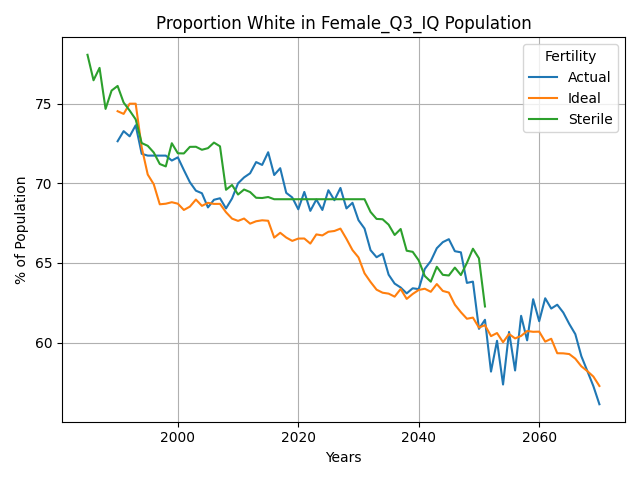 Proportion White in Female_Q3_IQ Population
Fertility
Actual
Ideal
Sterile
% of Population
75
70
65
60
2000
2020
2040
2060
Years